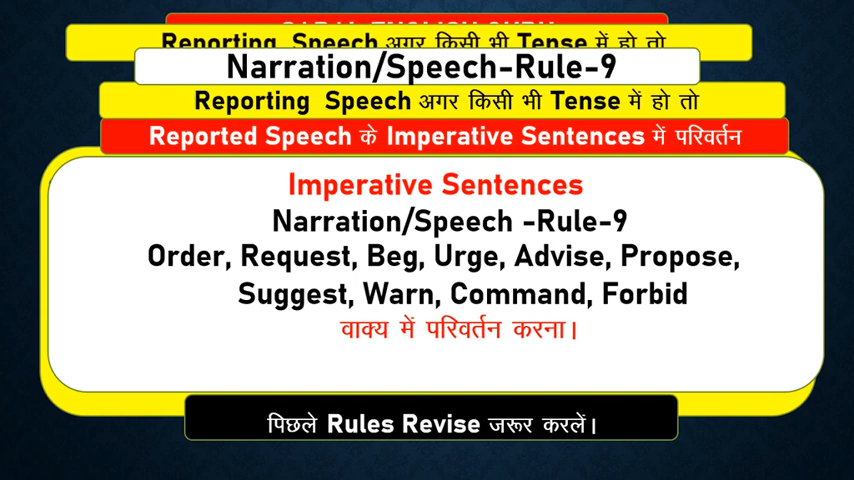 Reporting Speech अगर किसी भी Tense में हो तो
Narration/Speech-Rule-9
Reporting Speech अगर किसी भी Tense में हो तो
Reported Speech के Imperative Sentences में परिवर्तन
Imperative Sentences
Narration/Speech -Rule-9
Order, Request, Beg, Urge, Advise, Propose,
Suggest, Warn, Command, Forbid
वाक्य में परिवर्तन करना।
पिछले Rules Revise जरूर करलें।